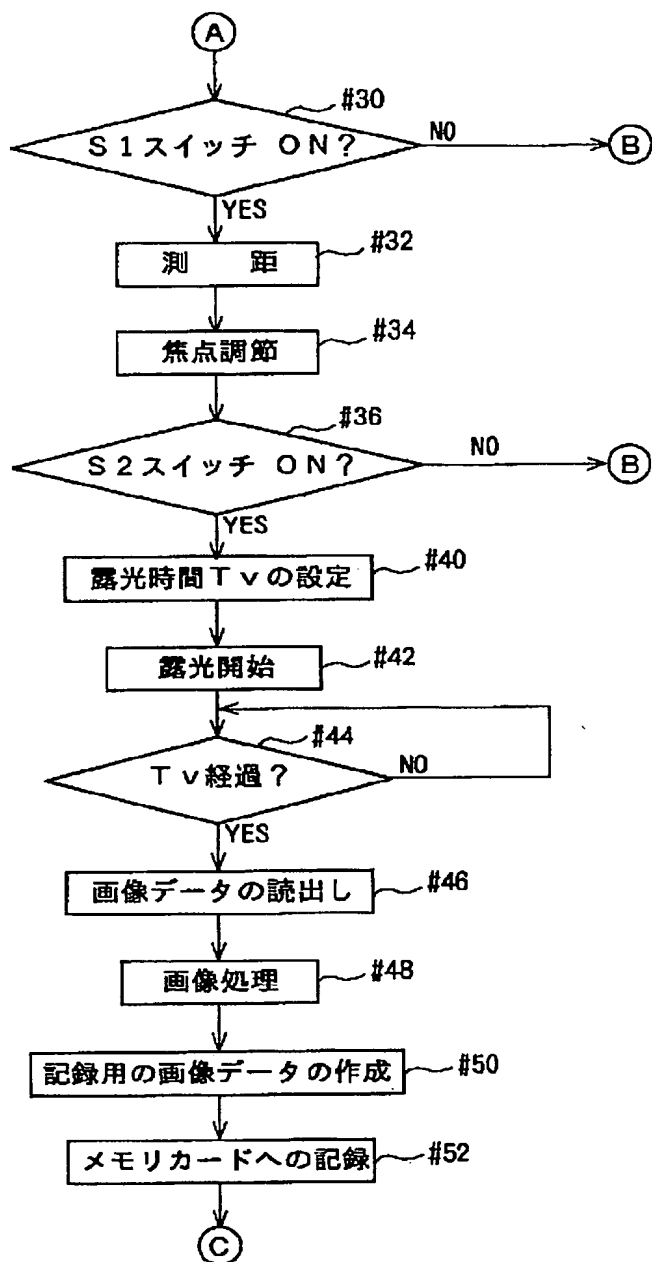 A
#30
S1スイッチ ON?
NO
B
YES
測 距
#32
焦点調節
#34
#36
S2スイッチ ON?
NO
B
YES
露光時間Tvの設定
#40
露光開始
#42
#44
Tv経過?
NO
YES
画像データの読出し
#46
画像処理
#48
記録用の画像データの作成
#50
メモリカードへの記録
#52
C